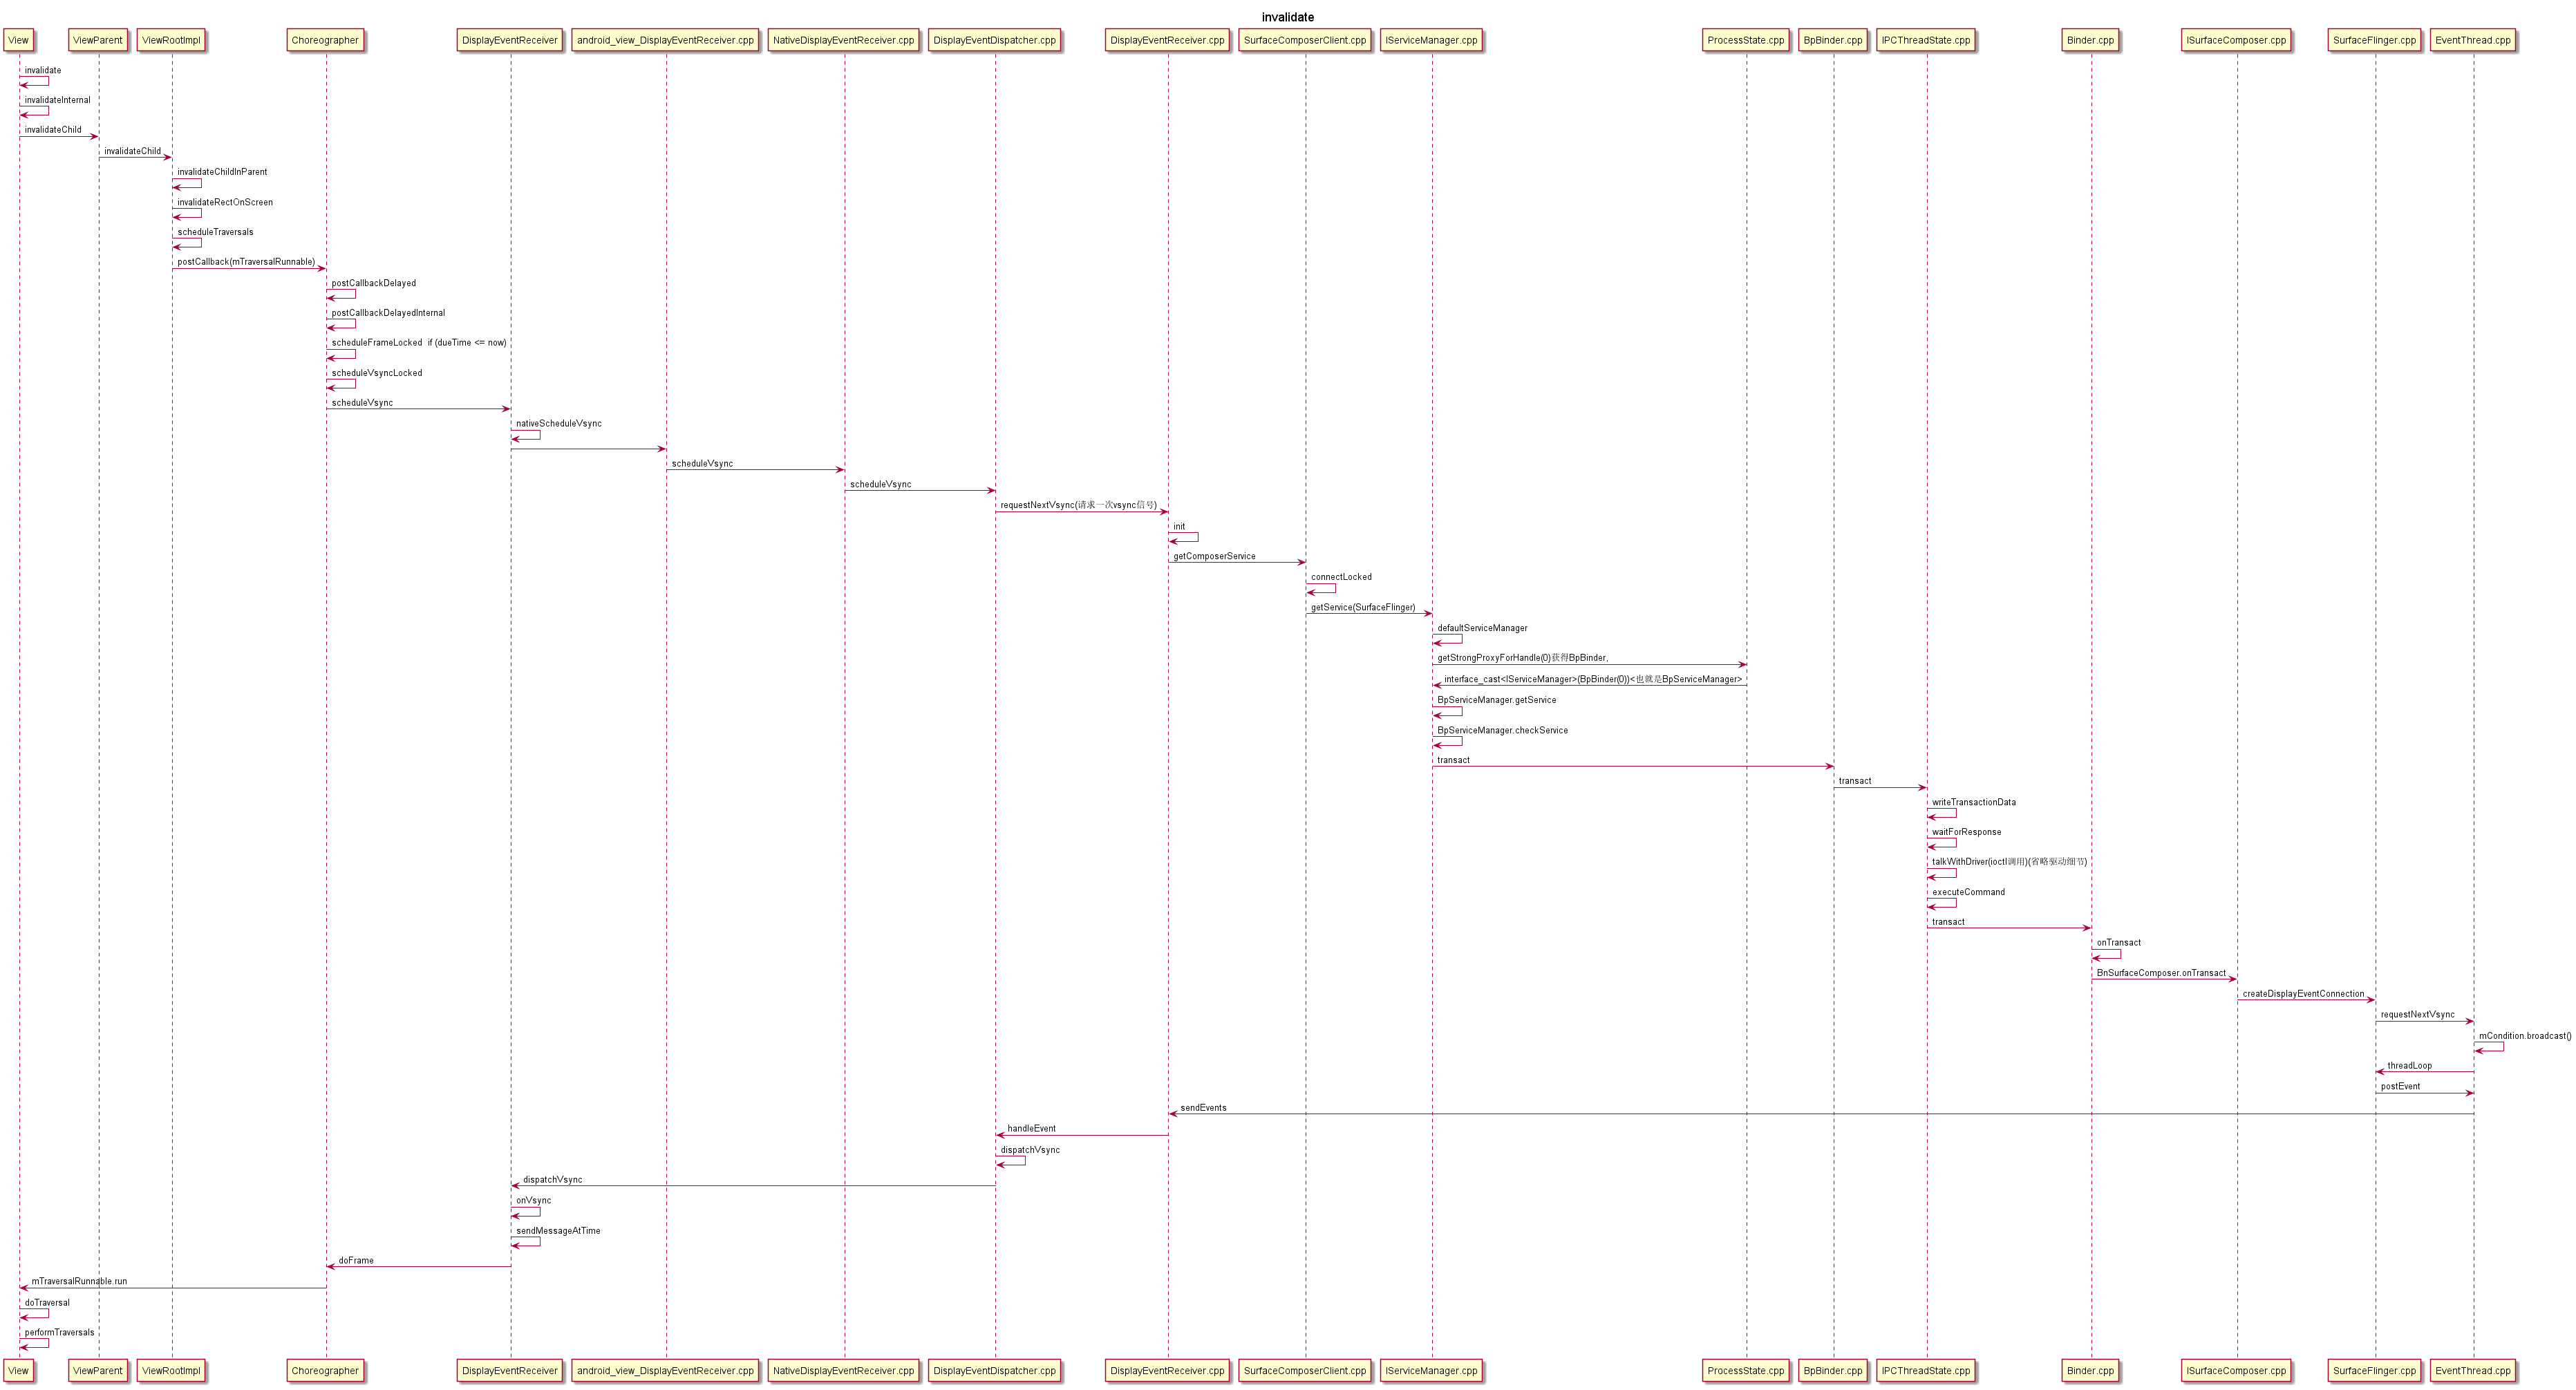 invalidate
View
ViewParent
ViewRootImpl
Choreographer
DisplayEventReceiver
android_view_DisplayEventReceiver.cpp
NativeDisplayEventReceiver.cpp
DisplayEventDispatcher.cpp
DisplayEventReceiver.cpp
SurfaceComposerClient.cpp
IServiceManager.cpp
ProcessState.cpp
BpBinder.cpp
IPCThreadState.cpp
Binder.cpp
ISurfaceComposer.cpp
SurfaceFlinger.cpp
EventThread.cpp
invalidate
invalidateInternal
invalidateChild
invalidateChild
invalidateChildInParent
invalidateRectOnScreen
scheduleTraversals
postCallback(mTraversalRunnable)
postCallbackDelayed
postCallbackDelayedInternal
scheduleFrameLocked  if (dueTime <= now)
scheduleVsyncLocked
scheduleVsync
nativeScheduleVsync
scheduleVsync
scheduleVsync
requestNextVsync(请求一次vsync信号)
init
getComposerService
connectLocked
getService(SurfaceFlinger)
defaultServiceManager
getStrongProxyForHandle(0)获得BpBinder,
interface_cast<IServiceManager>(BpBinder(0))<也就是BpServiceManager>
BpServiceManager.getService
BpServiceManager.checkService
transact
transact
writeTransactionData
waitForResponse
talkWithDriver(ioctl调用)(省略驱动细节)
executeCommand
transact
onTransact
BnSurfaceComposer.onTransact
createDisplayEventConnection
requestNextVsync
mCondition.broadcast()
threadLoop
postEvent
sendEvents
handleEvent
dispatchVsync
dispatchVsync
onVsync
sendMessageAtTime
doFrame
mTraversalRunnable.run
doTraversal
performTraversals
View
ViewParent
ViewRootImpl
Choreographer
DisplayEventReceiver
android_view_DisplayEventReceiver.cpp
NativeDisplayEventReceiver.cpp
DisplayEventDispatcher.cpp
DisplayEventReceiver.cpp
SurfaceComposerClient.cpp
IServiceManager.cpp
ProcessState.cpp
BpBinder.cpp
IPCThreadState.cpp
Binder.cpp
ISurfaceComposer.cpp
SurfaceFlinger.cpp
EventThread.cpp